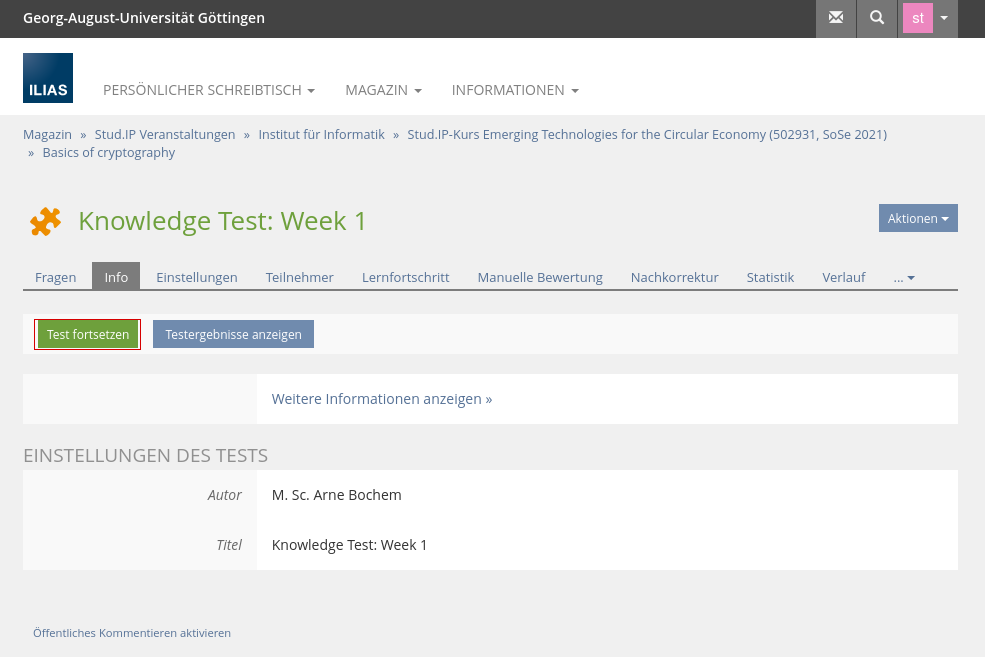 Georg-August-Universität Göttingen
st
ILIAS
PERSÖNLICHER SCHREIBTISCH MAGAZIN INFORMATIONEN
Magazin » Stud.IP Veranstaltungen » Institut für Informatik » Stud.IP-Kurs Emerging Technologies for the Circular Economy (502931, SoSe 2021)
» Basics of cryptography
Knowledge Test: Week 1
Aktionen
Fragen Info Einstellungen Teilnehmer Lernfortschritt Manuelle Bewertung Nachkorrektur Statistik Verlauf ...
Test fortsetzen Testergebnisse anzeigen
Weitere Informationen anzeigen »
EINSTELLUNGEN DES TESTS
Autor M. Sc. Arne Bochem
Titel Knowledge Test: Week 1
Öffentliches Kommentieren aktivieren